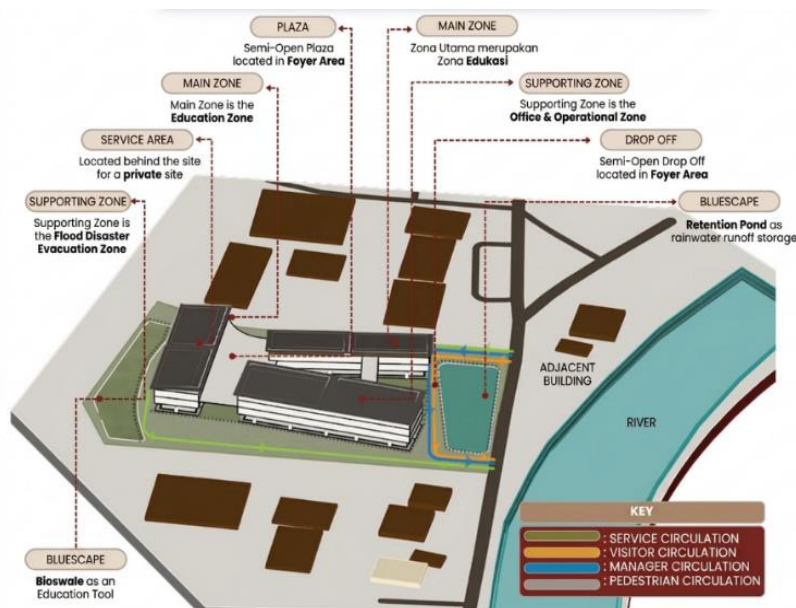 PLAZA
Semi-Open Plaza
located in Foyer Area
MAIN ZONE
Zona Utama merupakan
Zona Edukasi
MAIN ZONE
Main Zone is the
Education Zone
SUPPORTING ZONE
Supporting Zone is the
Office & Operational Zone
SERVICE AREA
Located behind the site
for a private site
DROP OFF
Semi-Open Drop Off
located in Foyer Area
SUPPORTING ZONE
Supporting Zone is
the Flood Disaster
Evacuation Zone
BLUESCAPE
Retention Pond as
rainwater runoff storage
ADJACENT
BUILDING
RIVER
BLUESCAPE
Bioswale as an
Education Tool
KEY
: SERVICE CIRCULATION
: VISITOR CIRCULATION
: MANAGER CIRCULATION
: PEDESTRIAN CIRCULATION